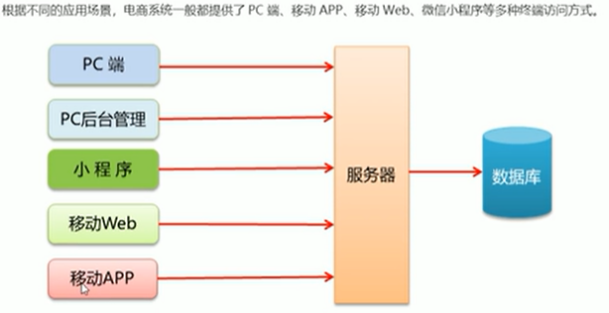 根据不同的应用场景，电商系统一般都提供了 PC 端、移动 APP、移动 Web、微信小程序等多种终端访问方式。
PC 端
PC后台管理
小 程 序
移动Web
移动APP
服务器
数据库